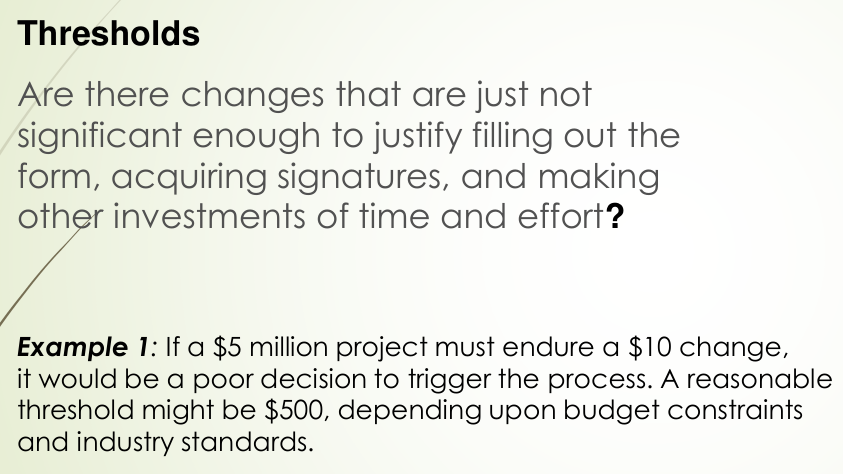 Thresholds
Are there changes that are just not
significant enough to justify filling out the
form, acquiring signatures, and making
other investments of time and effort?
Example 1: If a $5 million project must endure a $10 change,
it would be a poor decision to trigger the process. A reasonable
threshold might be $500, depending upon budget constraints
and industry standards.